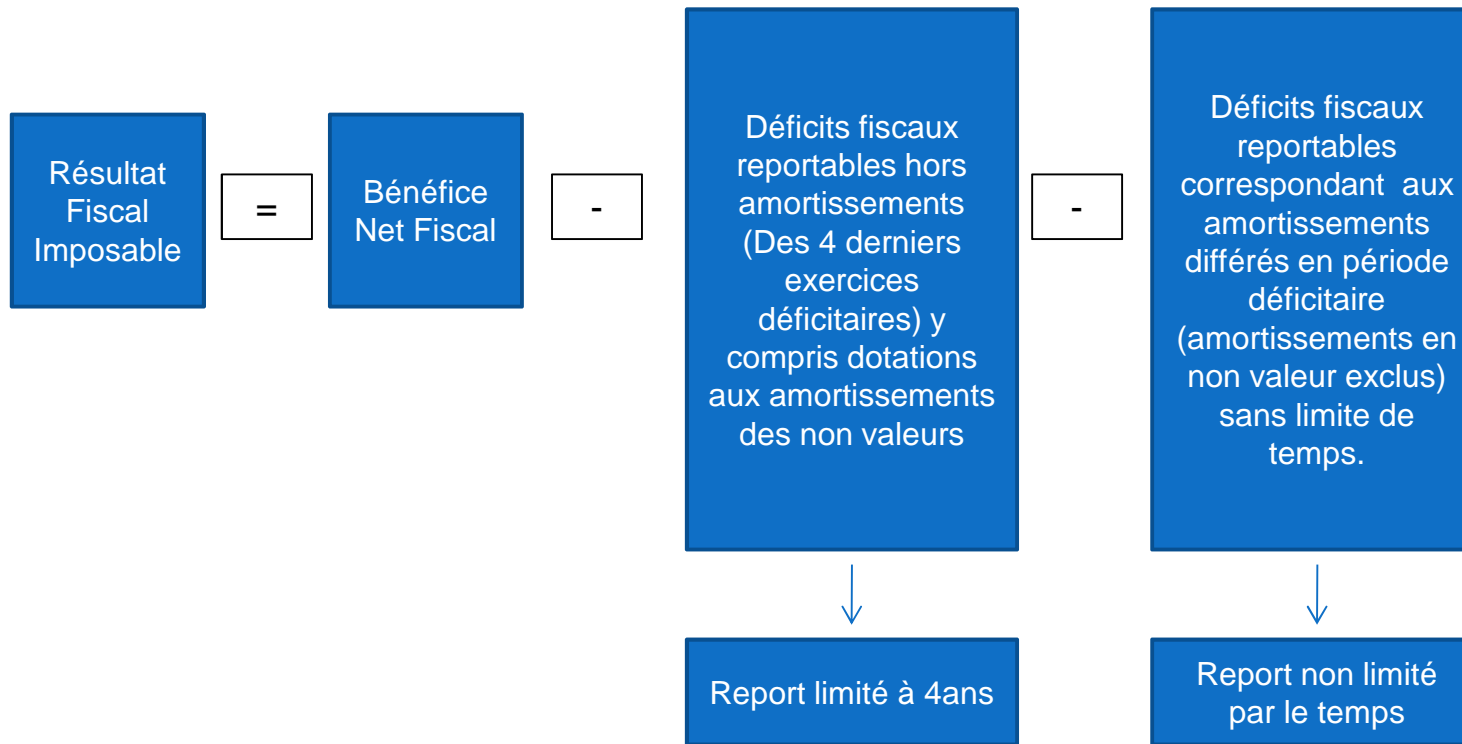 Résultat
Fiscal
Imposable
=
Bénéfice
Net Fiscal
-
Déficits fiscaux
reportables hors
amortissements
(Des 4 derniers
exercices
déficitaires) y
compris dotations
aux amortissements
des non valeurs
-
Déficits fiscaux
reportables
correspondant aux
amortissements
différés en période
déficitaire
(amortissements en
non valeur exclus)
sans limite de
temps.
Report limité à 4ans
Report non limité
par le temps